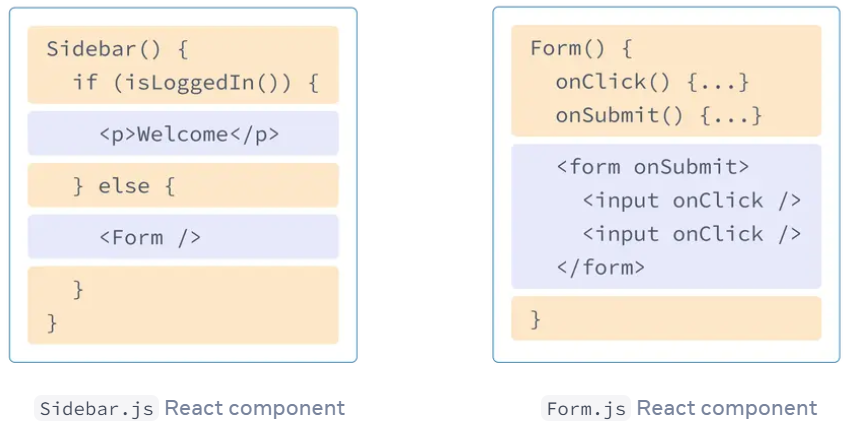 Sidebar() {
if (isLoggedIn()) {
<p>Welcome</p>
} else {
<Form />
}
}
Sidebar.js React component
Form() {
onClick() {...}
onSubmit() {...}
<form onSubmit>
<input onClick />
<input onClick />
</form>
}
Form.js React component